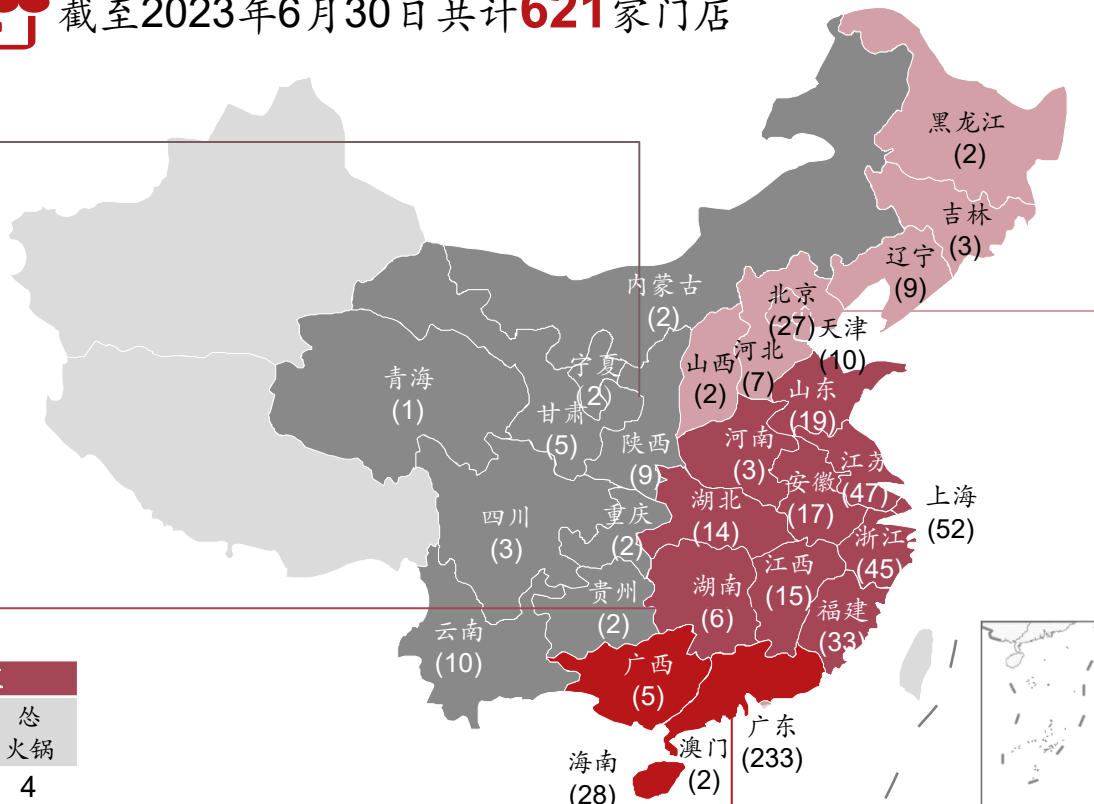 截至2023年6月30日共计621家门店
黑龙江
(2)
吉林
(3)
辽宁
(9)
内蒙古
(2)
北京
(27)
天津
(10)
河北
(7)
山西
(2)
宁夏
(2)
青海
(1)
甘肃
(5)
山东
(19)
陕西
(9)
河南
(3)
江苏
(47)
安徽
(17)
上海
(52)
湖北
(14)
四川
(3)
重庆
(2)
浙江
(45)
江西
(15)
湖南
(6)
贵州
(2)
福建
(33)
云南
(10)
广西
(5)
广东
(233)
澳门
(2)
海南
(28)
怂
火锅
4